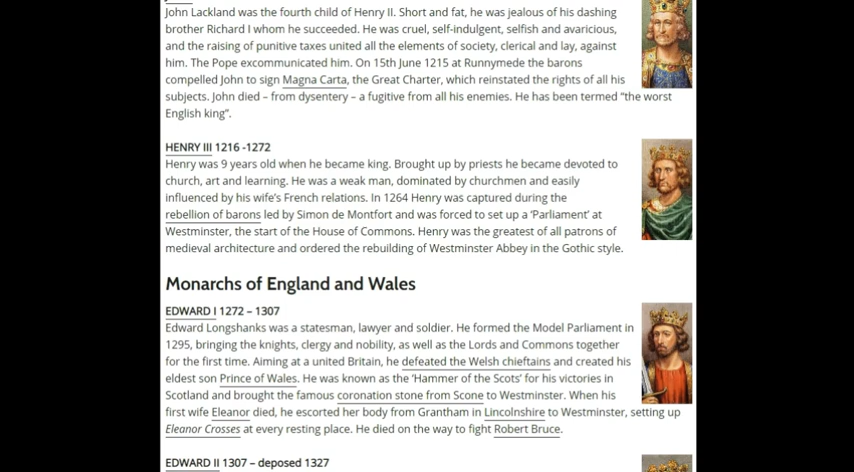 John Lackland was the fourth child of Henry II. Short and fat, he was jealous of his dashing
brother Richard I whom he succeeded. He was cruel, self-indulgent, selfish and avaricious,
and the raising of punitive taxes united all the elements of society, clerical and lay, against
him. The Pope excommunicated him. On 15th June 1215 at Runnymede the barons
compelled John to sign Magna Carta, the Great Charter, which reinstated the rights of all his
subjects. John died – from dysentery – a fugitive from all his enemies. He has been termed “the worst
English king”.
HENRY III 1216 -1272
Henry was 9 years old when he became king. Brought up by priests he became devoted to
church, art and learning. He was a weak man, dominated by churchmen and easily
influenced by his wife’s French relations. In 1264 Henry was captured during the
rebellion of barons led by Simon de Montfort and was forced to set up a ‘Parliament’ at
Westminster, the start of the House of Commons. Henry was the greatest of all patrons of
medieval architecture and ordered the rebuilding of Westminster Abbey in the Gothic style.
Monarchs of England and Wales
EDWARD I 1272 – 1307
Edward Longshanks was a statesman, lawyer and soldier. He formed the Model Parliament in
1295, bringing the knights, clergy and nobility, as well as the Lords and Commons together
for the first time. Aiming at a united Britain, he defeated the Welsh chieftains and created his
eldest son Prince of Wales. He was known as the ‘Hammer of the Scots’ for his victories in
Scotland and brought the famous coronation stone from Scone to Westminster. When his
first wife Eleanor died, he escorted her body from Grantham in Lincolnshire to Westminster, setting up
Eleanor Crosses at every resting place. He died on the way to fight Robert Bruce.
EDWARD II 1307 – deposed 1327